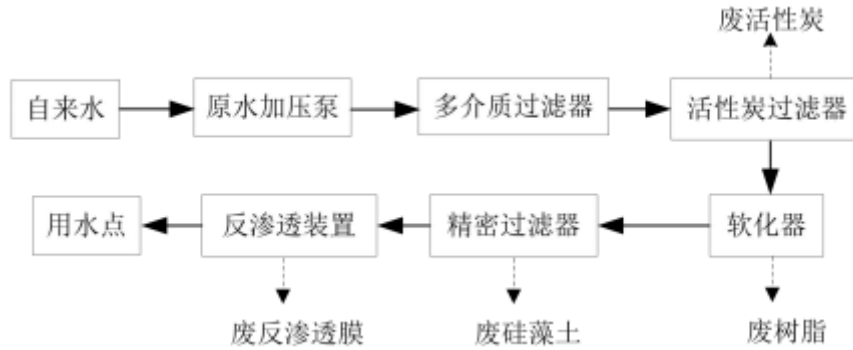 废活性炭
自来水
原水加压泵
多介质过滤器
活性炭过滤器
用水点
反渗透装置
精密过滤器
软化器
废反渗透膜
废硅藻土
废树脂